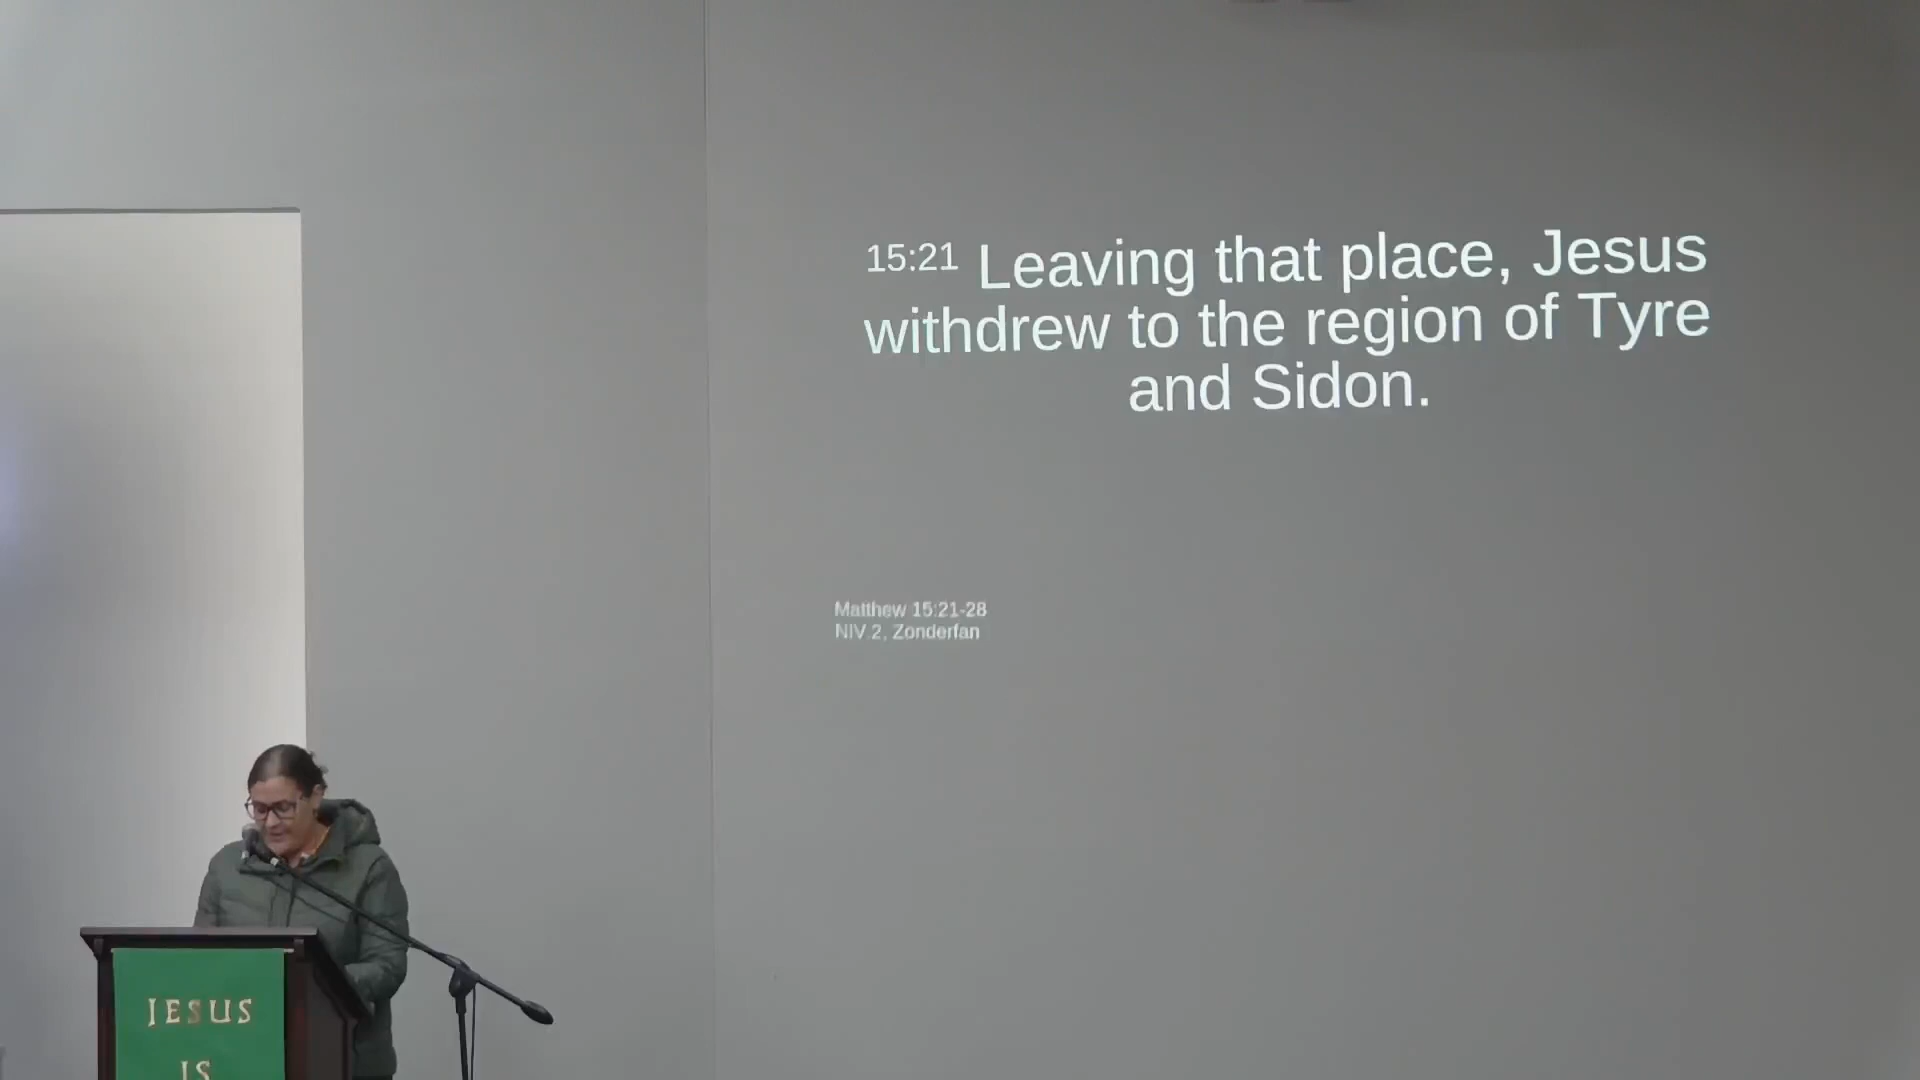 15:21 Leaving that place, Jesus
withdrew to the region of Tyre
and Sidon.
Matthew 15:21-28
NIV 2, Zonderfan
JESUS
IS